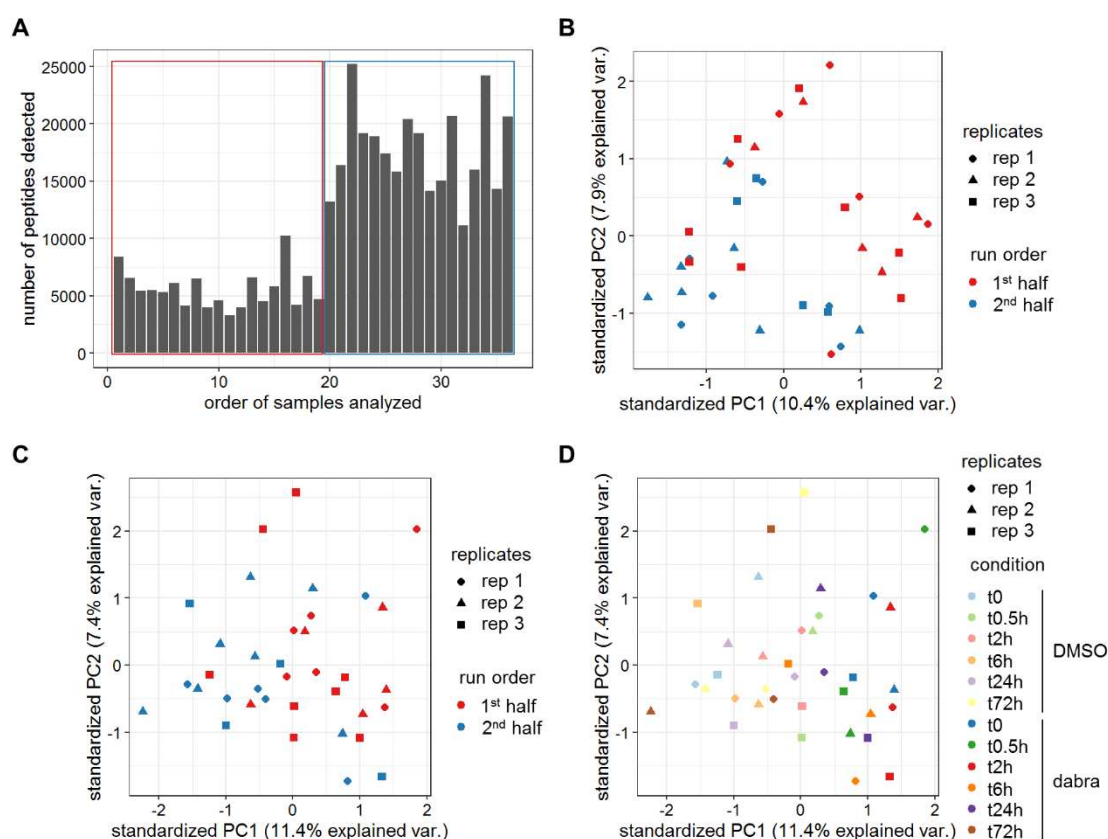 A
number of peptides detected
25000
20000
15000
10000
5000
0
0 10 20 30
order of samples analyzed
B
standardized PC2 (7.9% explained var.)
2
1
0
-1
-1 0 1 2
standardized PC1 (10.4% explained var.)
replicates
rep 1
rep 2
rep 3
run order
1st half
2nd half
C
standardized PC2 (7.4% explained var.)
2
1
0
-1
-2 -1 0 1 2
standardized PC1 (11.4% explained var.)
replicates
rep 1
rep 2
rep 3
run order
1st half
2nd half
D
standardized PC2 (7.4% explained var.)
2
1
0
-1
-2 -1 0 1 2
standardized PC1 (11.4% explained var.)
replicates
rep 1
rep 2
rep 3
condition
t0
t0.5h
t2h
t6h
t24h
t72h
DMSO
t0
t0.5h
t2h
t6h
t24h
t72h
dabra